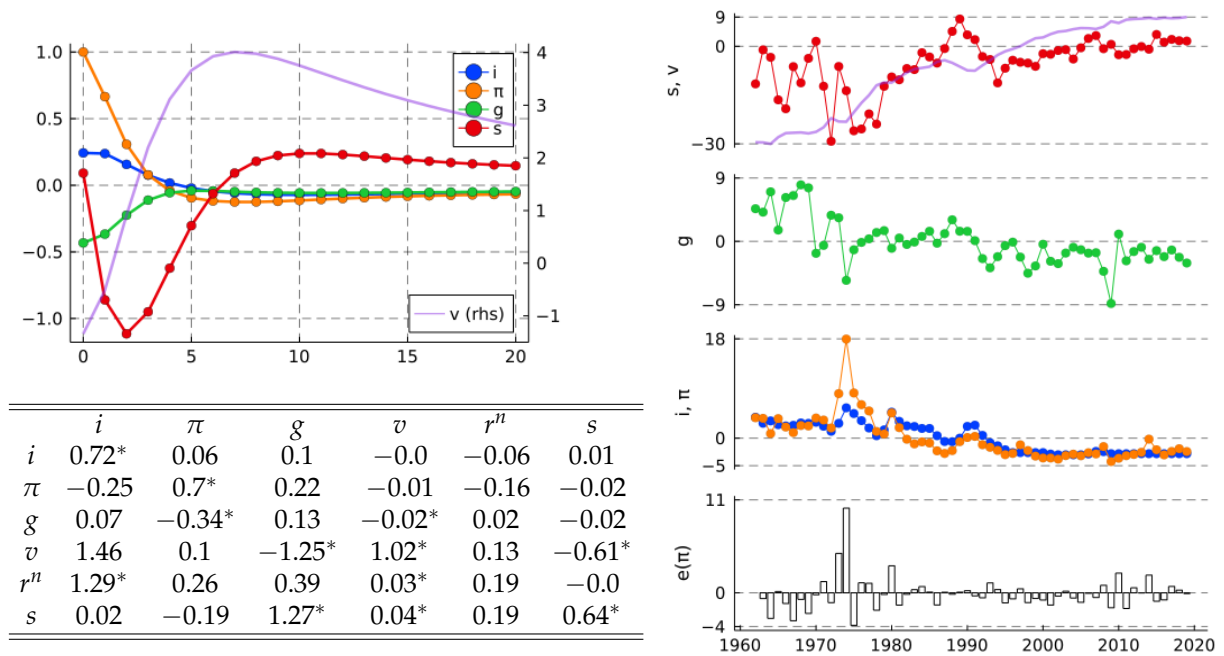 1.0
0.5
0.0
−0.5
−1.0
i
π
g
s
v (rhs)
4
3
2
1
0
−1
0 5 10 15 20
i π g v rⁿ s
i 0.72* 0.06 0.1 −0.0 −0.06 0.01
π −0.25 0.7* 0.22 −0.01 −0.16 −0.02
g 0.07 −0.34* 0.13 −0.02* 0.02 −0.02
v 1.46 0.1 −1.25* 1.02* 0.13 −0.61*
rⁿ 1.29* 0.26 0.39 0.03* 0.19 −0.0
s 0.02 −0.19 1.27* 0.04* 0.19 0.64*
s, v
9
0
−30
g
9
0
−9
i, π
18
0
−5
e(π)
11
0
−4
1960 1970 1980 1990 2000 2010 2020